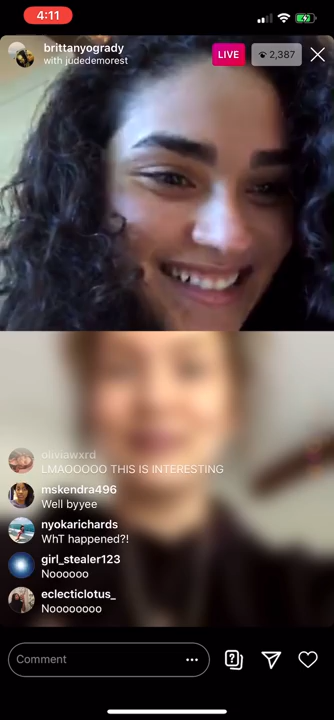 4:11
brittanyogrady
with judedemorest
LIVE
2,387
oliviawxrd
LMAOOOOO THIS IS INTERESTING
mskendra496
Well byyee
nyokarichards
WhT happened?!
girl_stealer123
Noooooo
eclecticlotus_
Noooooooo
Comment